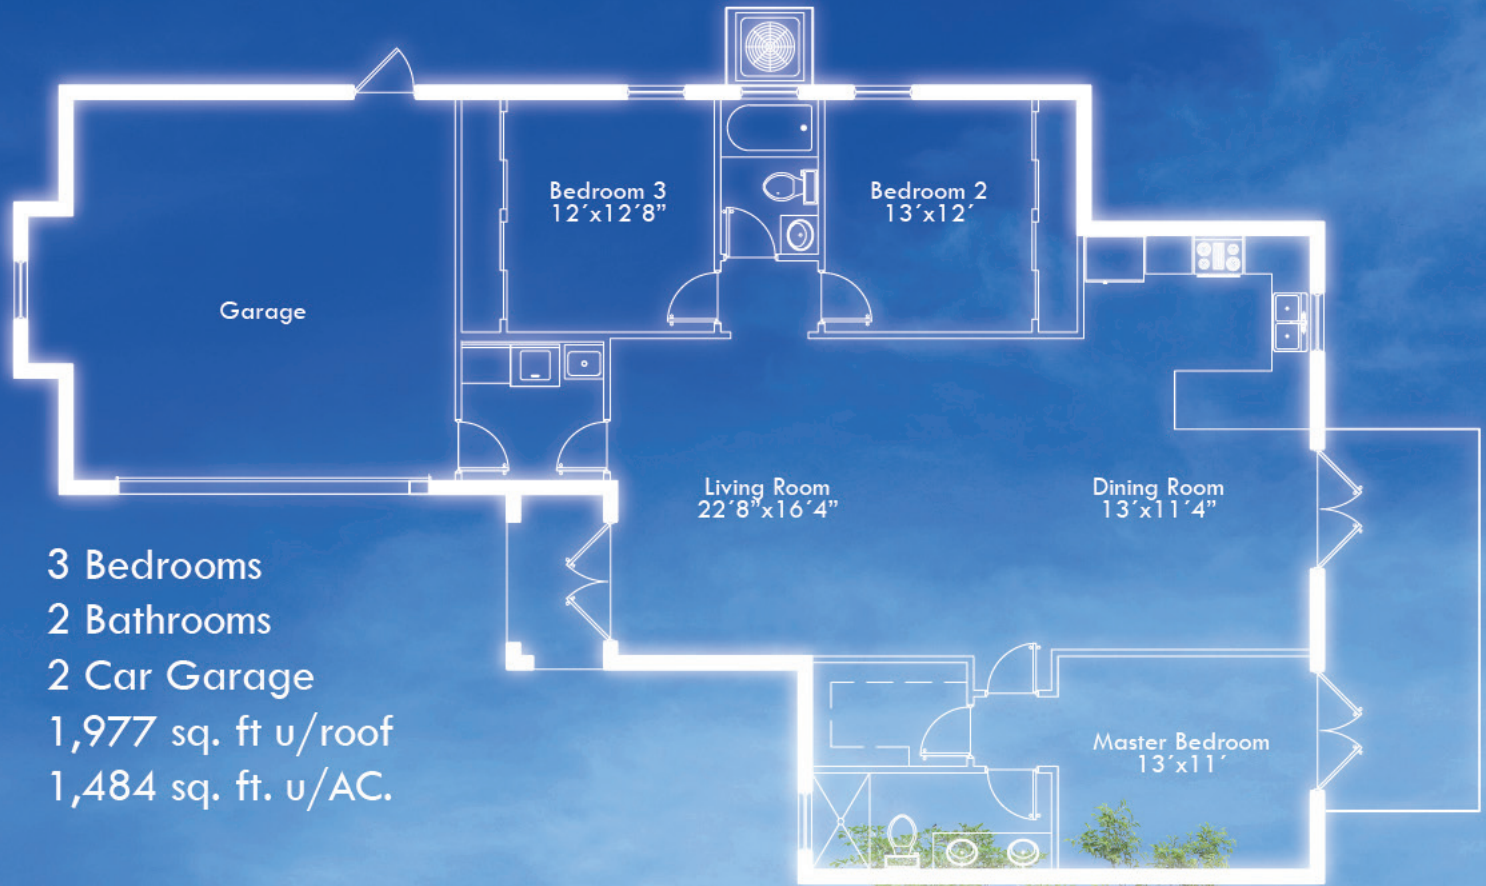 Bedroom 3
12´x12´8”
Bedroom 2
13´x12´
Garage
Living Room
22´8”x16´4”
Dining Room
13´x11´4”
Master Bedroom
13´x11´
3 Bedrooms
2 Bathrooms
2 Car Garage
1,977 sq. ft u/roof
1,484 sq. ft. u/AC.